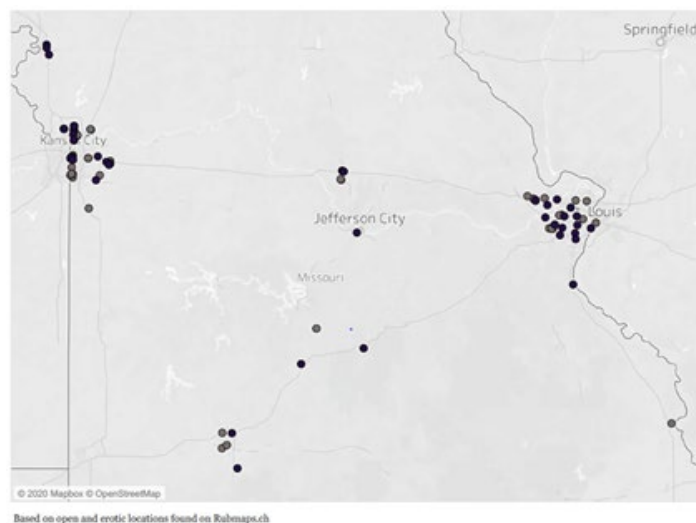 Springfield
Kansas City
Jefferson City
St. Louis
Missouri
© 2020 Mapbox © OpenStreetMap
Based on open and erotic locations found on Rubmaps.ch